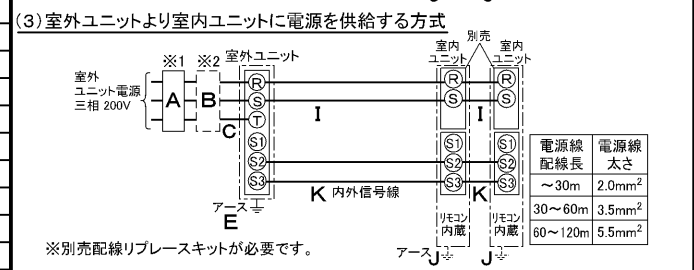 (3)室外ユニットより室内ユニットに電源を供給する方式
別売
※1 ※2 室外ユニット 室内ユニット 室内ユニット
室外
ユニット電源
三相 200V
A B C
R S T S1 S2 S3
R S S1 S2 S3
R S S1 S2 S3
I I
K 内外信号線 K
アース
E
リモコン
内蔵
リモコン
内蔵
アース J J
電源線配線長 電源線太さ
～30m 2.0mm²
30～60m 3.5mm²
60～120m 5.5mm²
※別売配線リプレースキットが必要です。